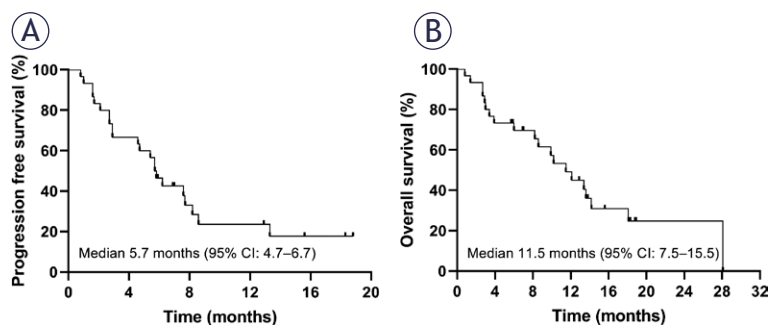 A
Progression free survival (%)
100
80
60
40
20
0
Median 5.7 months (95% CI: 4.7–6.7)
0 4 8 12 16 20
Time (months)
B
Overall survival (%)
100
80
60
40
20
0
Median 11.5 months (95% CI: 7.5–15.5)
0 4 8 12 16 20 24 28 32
Time (months)